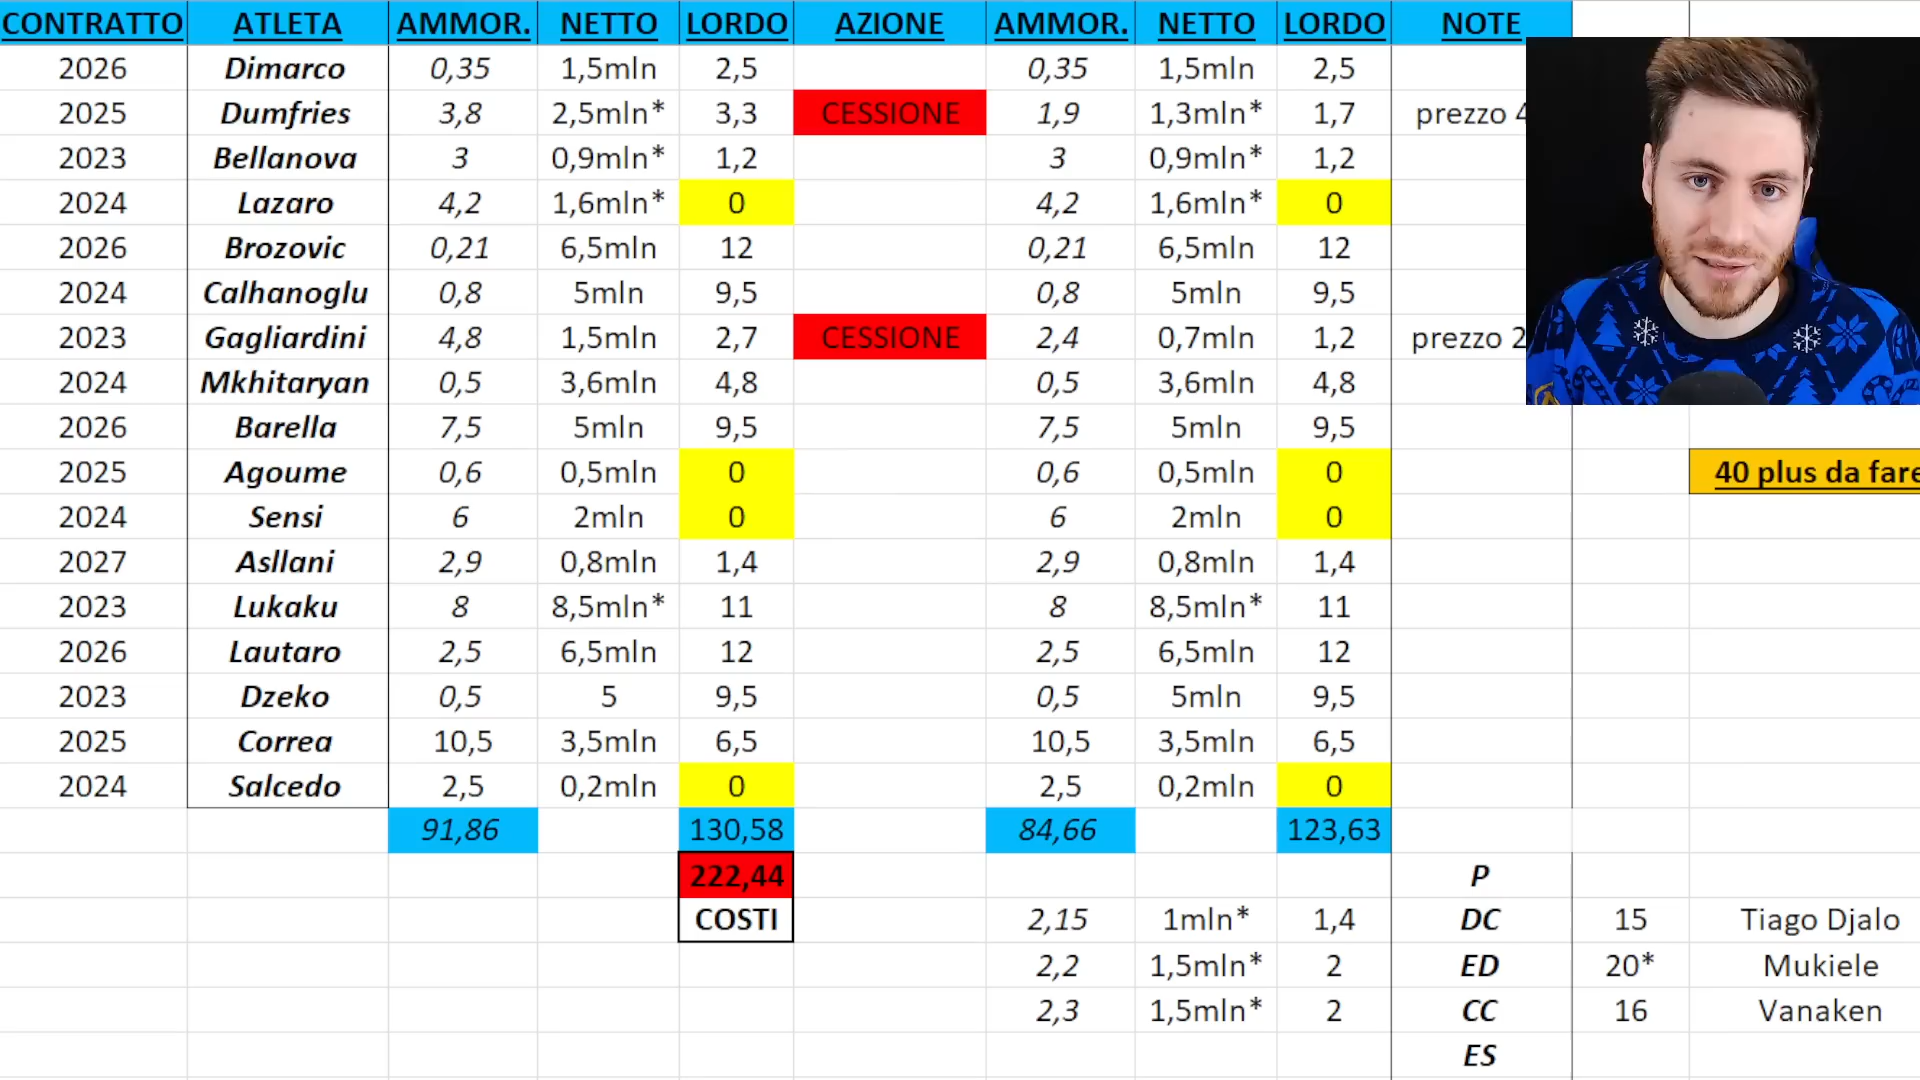 CONTRATTO ATLETA AMMOR. NETTO LORDO AZIONE AMMOR. NETTO LORDO NOTE
2026 Dimarco 0,35 1,5mln 2,5 0,35 1,5mln 2,5
2025 Dumfries 3,8 2,5mln* 3,3 CESSIONE 1,9 1,3mln* 1,7 prezzo 4
2023 Bellanova 3 0,9mln* 1,2 3 0,9mln* 1,2
2024 Lazaro 4,2 1,6mln* 0 4,2 1,6mln* 0
2026 Brozovic 0,21 6,5mln 12 0,21 6,5mln 12
2024 Calhanoglu 0,8 5mln 9,5 0,8 5mln 9,5
2023 Gagliardini 4,8 1,5mln 2,7 CESSIONE 2,4 0,7mln 1,2 prezzo 2
2024 Mkhitaryan 0,5 3,6mln 4,8 0,5 3,6mln 4,8
2026 Barella 7,5 5mln 9,5 7,5 5mln 9,5
2025 Agoume 0,6 0,5mln 0 0,6 0,5mln 0 40 plus da fare
2024 Sensi 6 2mln 0 6 2mln 0
2027 Asllani 2,9 0,8mln 1,4 2,9 0,8mln 1,4
2023 Lukaku 8 8,5mln* 11 8 8,5mln* 11
2026 Lautaro 2,5 6,5mln 12 2,5 6,5mln 12
2023 Dzeko 0,5 5 9,5 0,5 5mln 9,5
2025 Correa 10,5 3,5mln 6,5 10,5 3,5mln 6,5
2024 Salcedo 2,5 0,2mln 0 2,5 0,2mln 0
91,86 130,58 84,66 123,63
222,44 P
COSTI 2,15 1mln* 1,4 DC 15 Tiago Djalo
2,2 1,5mln* 2 ED 20* Mukiele
2,3 1,5mln* 2 CC 16 Vanaken
ES